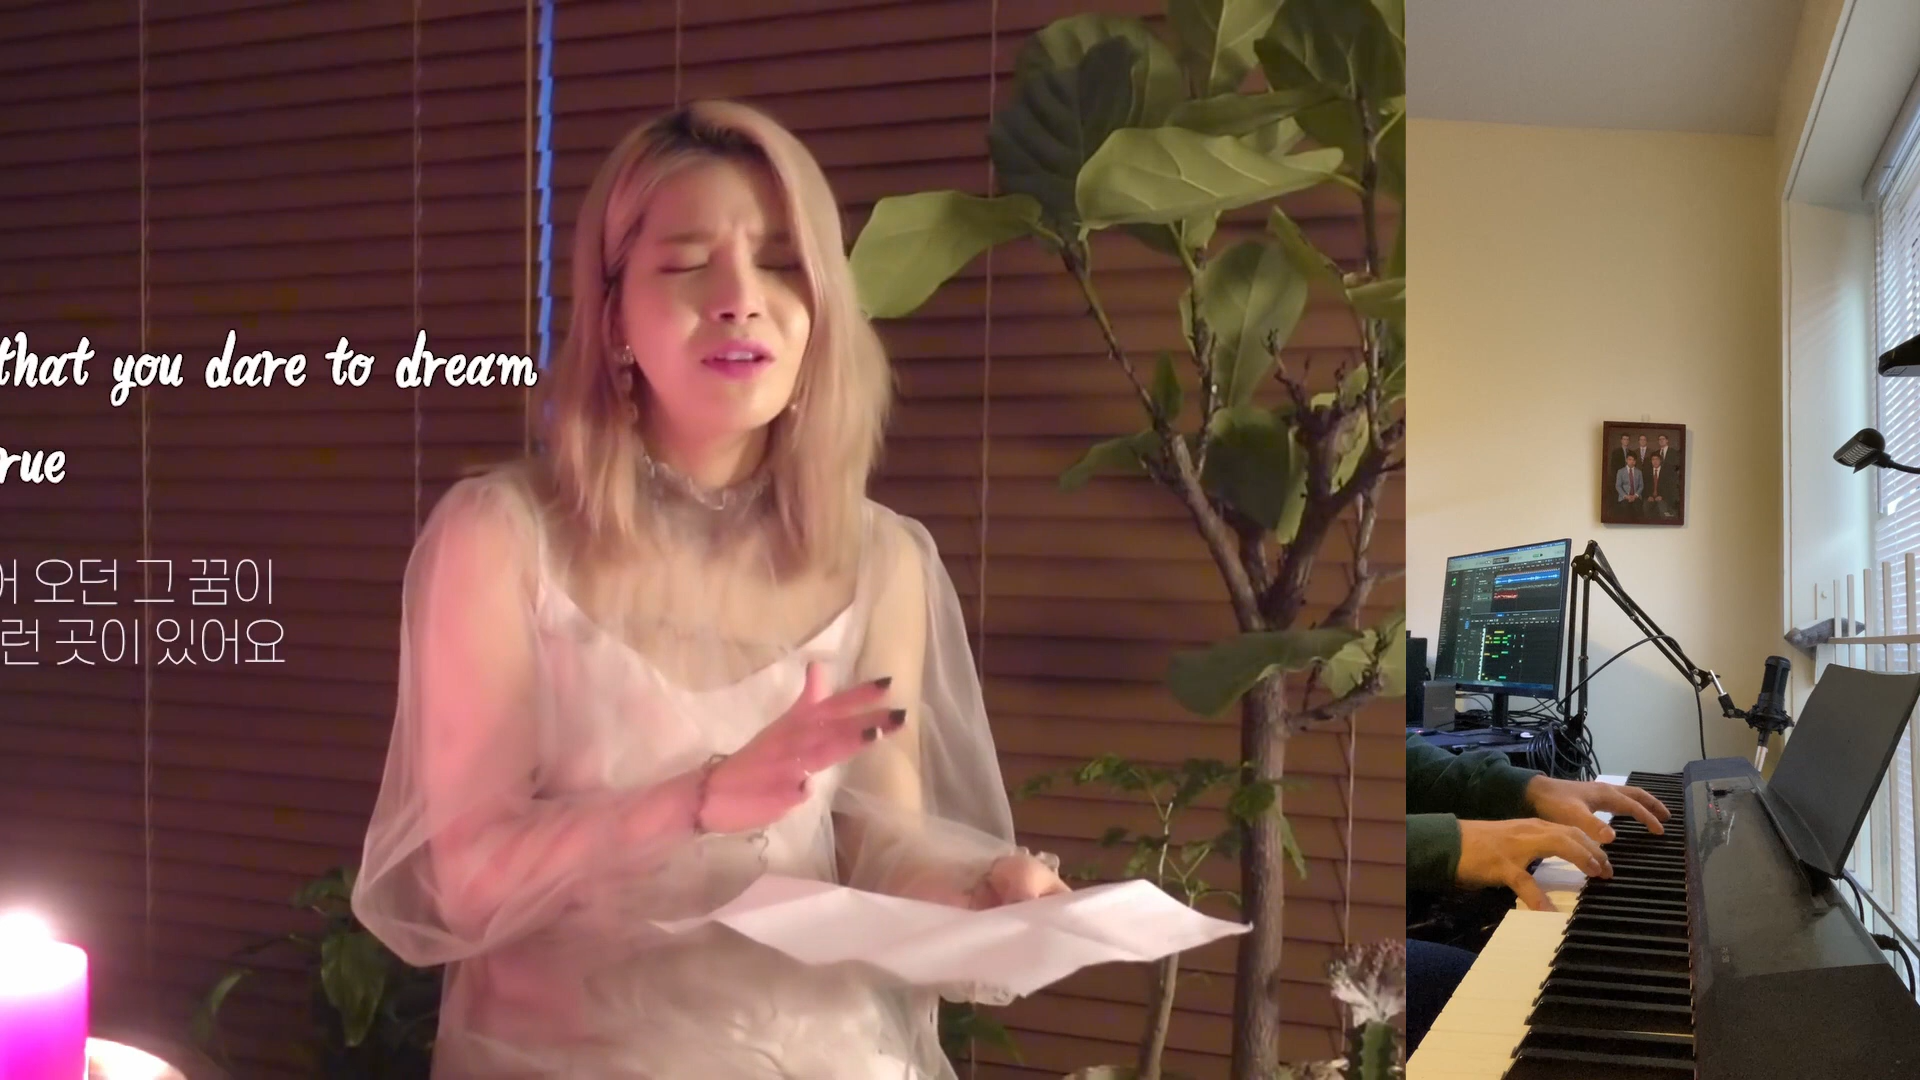 that you dare to dream
rue
어 오던 그 꿈이
런 곳이 있어요